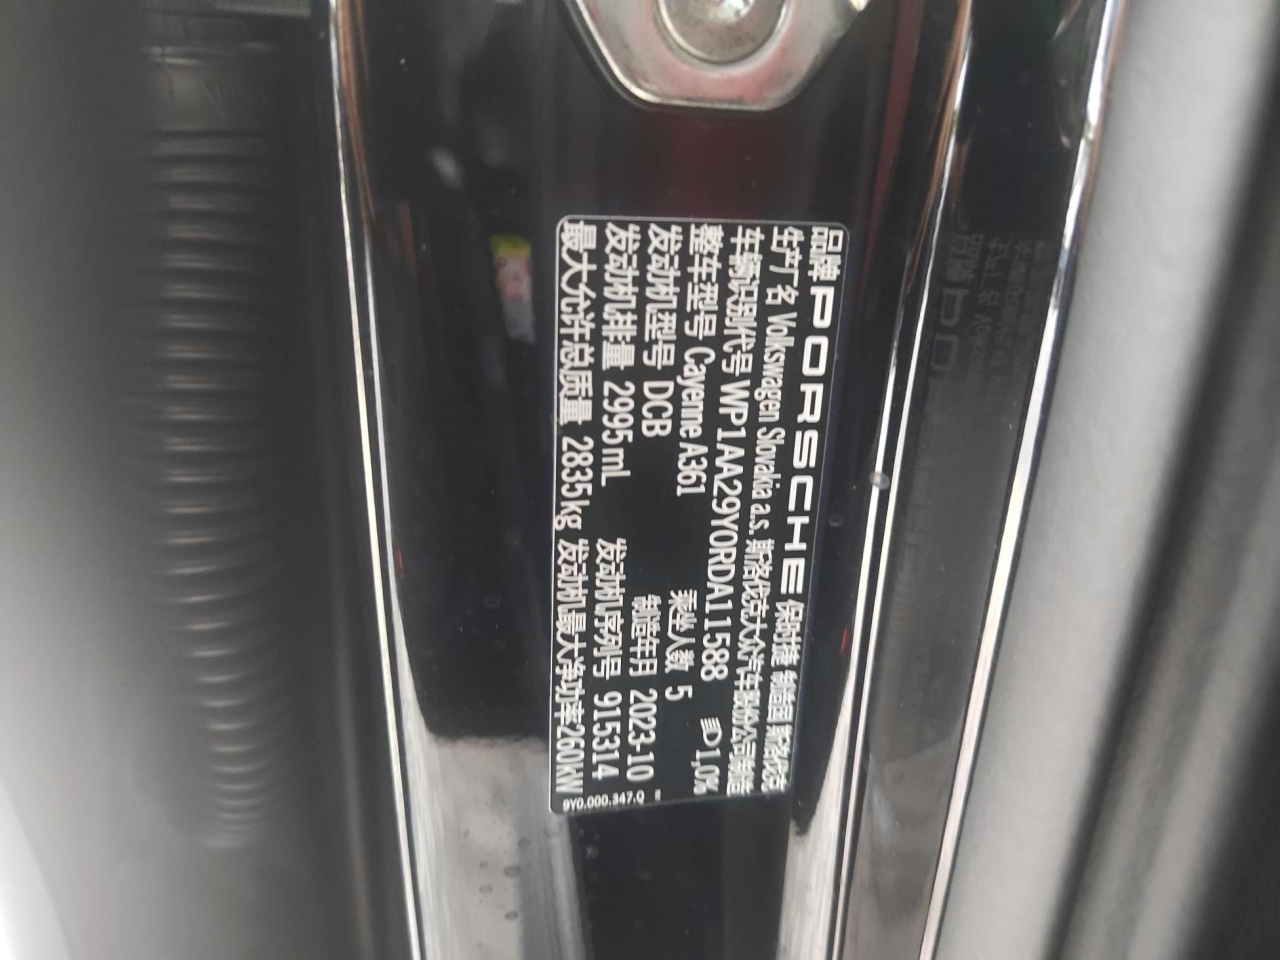 品牌 PORSCHE 保时捷 制造国 斯洛伐克
生产厂名 Volkswagen Slovakia a.s. 斯洛伐克大众汽车股份公司制造
车辆识别代号 WP1AA29Y0RDA11588 1,0%
整车型号 Cayenne A361 乘坐人数 5
发动机型号 DCB 制造年月 2023-10
发动机排量 2995mL 发动机序列号 915314
最大允许总质量 2835kg 发动机最大净功率260kW
9Y0.000.347.Q